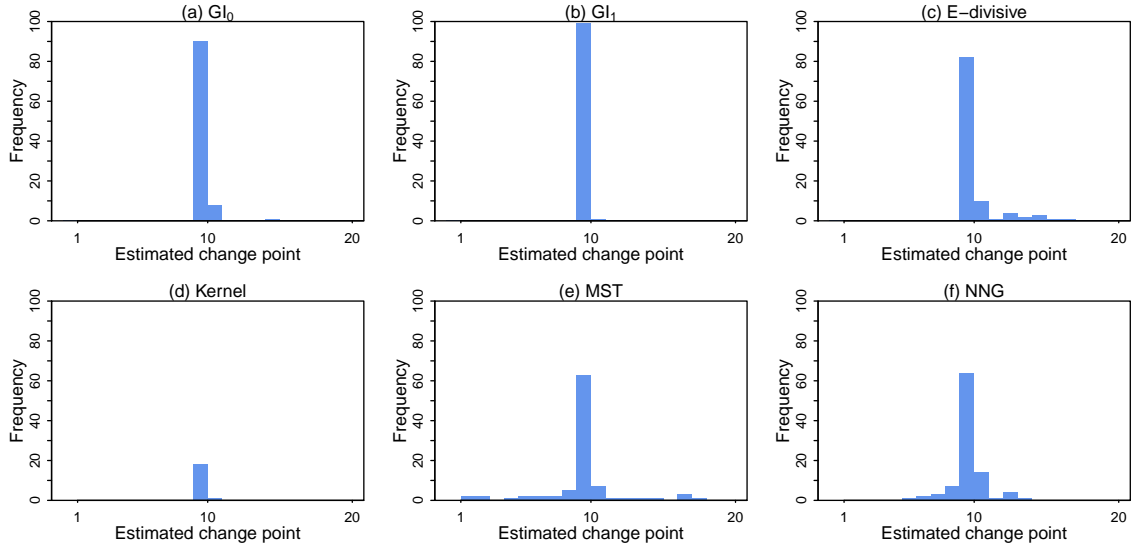 (a) GI₀
Frequency
0 20 40 60 80 100
1 10 20
Estimated change point
(b) GI₁
Frequency
0 20 40 60 80 100
1 10 20
Estimated change point
(c) E−divisive
Frequency
0 20 40 60 80 100
1 10 20
Estimated change point
(d) Kernel
Frequency
0 20 40 60 80 100
1 10 20
Estimated change point
(e) MST
Frequency
0 20 40 60 80 100
1 10 20
Estimated change point
(f) NNG
Frequency
0 20 40 60 80 100
1 10 20
Estimated change point